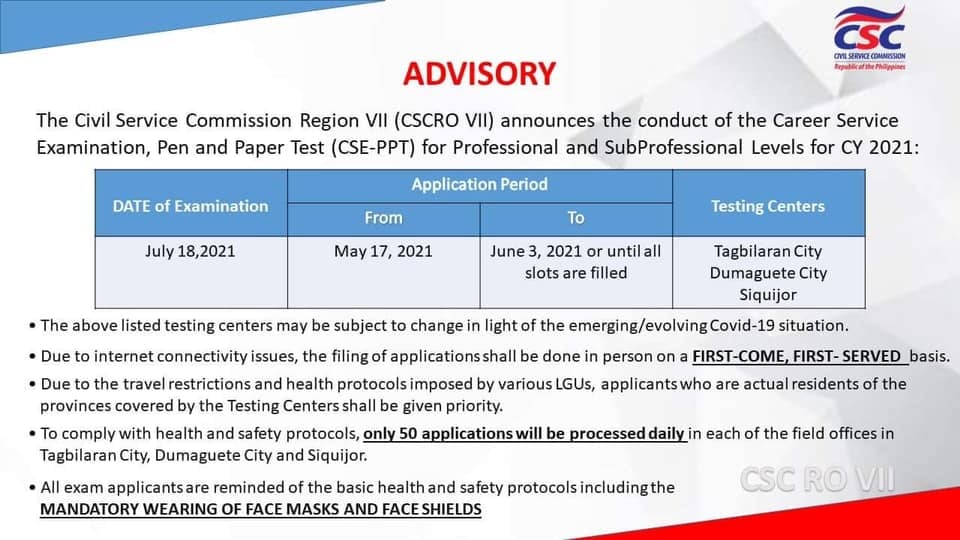 CSC
CIVIL SERVICE COMMISSION
Republic of the Philippines
ADVISORY
The Civil Service Commission Region VII (CSCRO VII) announces the conduct of the Career Service
Examination, Pen and Paper Test (CSE-PPT) for Professional and SubProfessional Levels for CY 2021:
DATE of Examination
Application Period
From
To
Testing Centers
July 18,2021
May 17, 2021
June 3, 2021 or until all
slots are filled
Tagbilaran City
Dumaguete City
Siquijor
• The above listed testing centers may be subject to change in light of the emerging/evolving Covid-19 situation.
• Due to internet connectivity issues, the filing of applications shall be done in person on a FIRST-COME, FIRST- SERVED basis.
• Due to the travel restrictions and health protocols imposed by various LGUs, applicants who are actual residents of the
provinces covered by the Testing Centers shall be given priority.
• To comply with health and safety protocols, only 50 applications will be processed daily in each of the field offices in
Tagbilaran City, Dumaguete City and Siquijor.
• All exam applicants are reminded of the basic health and safety protocols including the
MANDATORY WEARING OF FACE MASKS AND FACE SHIELDS
CSC RO VII